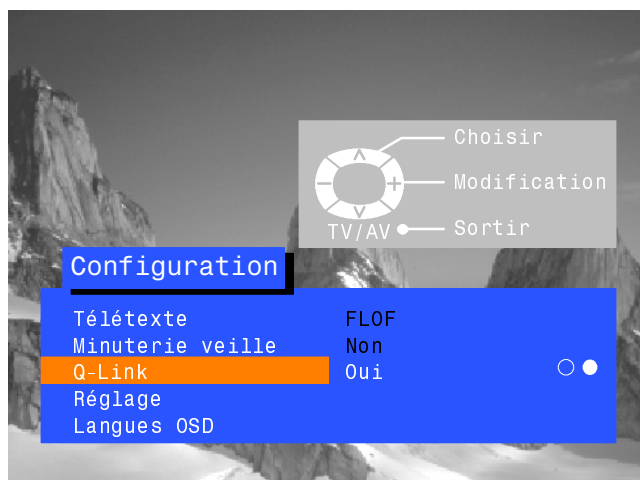 Choisir
Modification
TV/AV Sortir
Configuration
Télétexte FLOF
Minuterie veille Non
Q-Link Oui
Réglage
Langues OSD